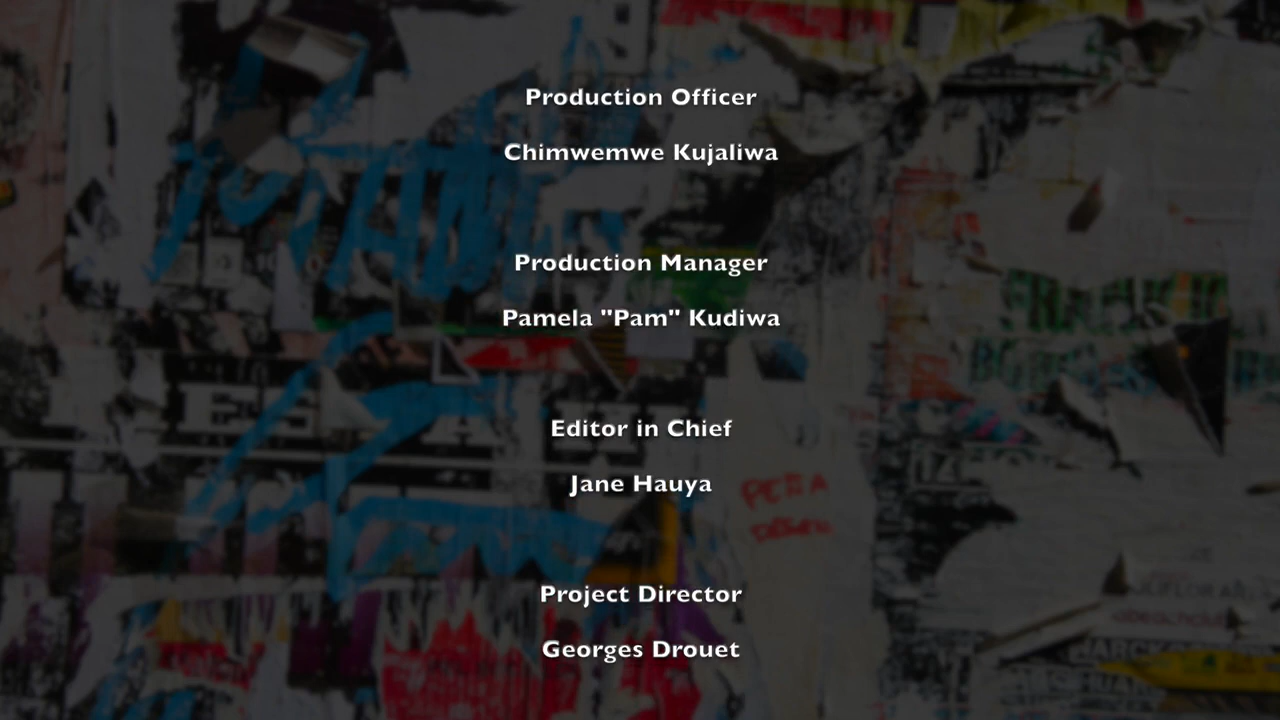 Production Officer
Chimwemwe Kujaliwa
Production Manager
Pamela "Pam" Kudiwa
Editor in Chief
Jane Hauya
Project Director
Georges Drouet